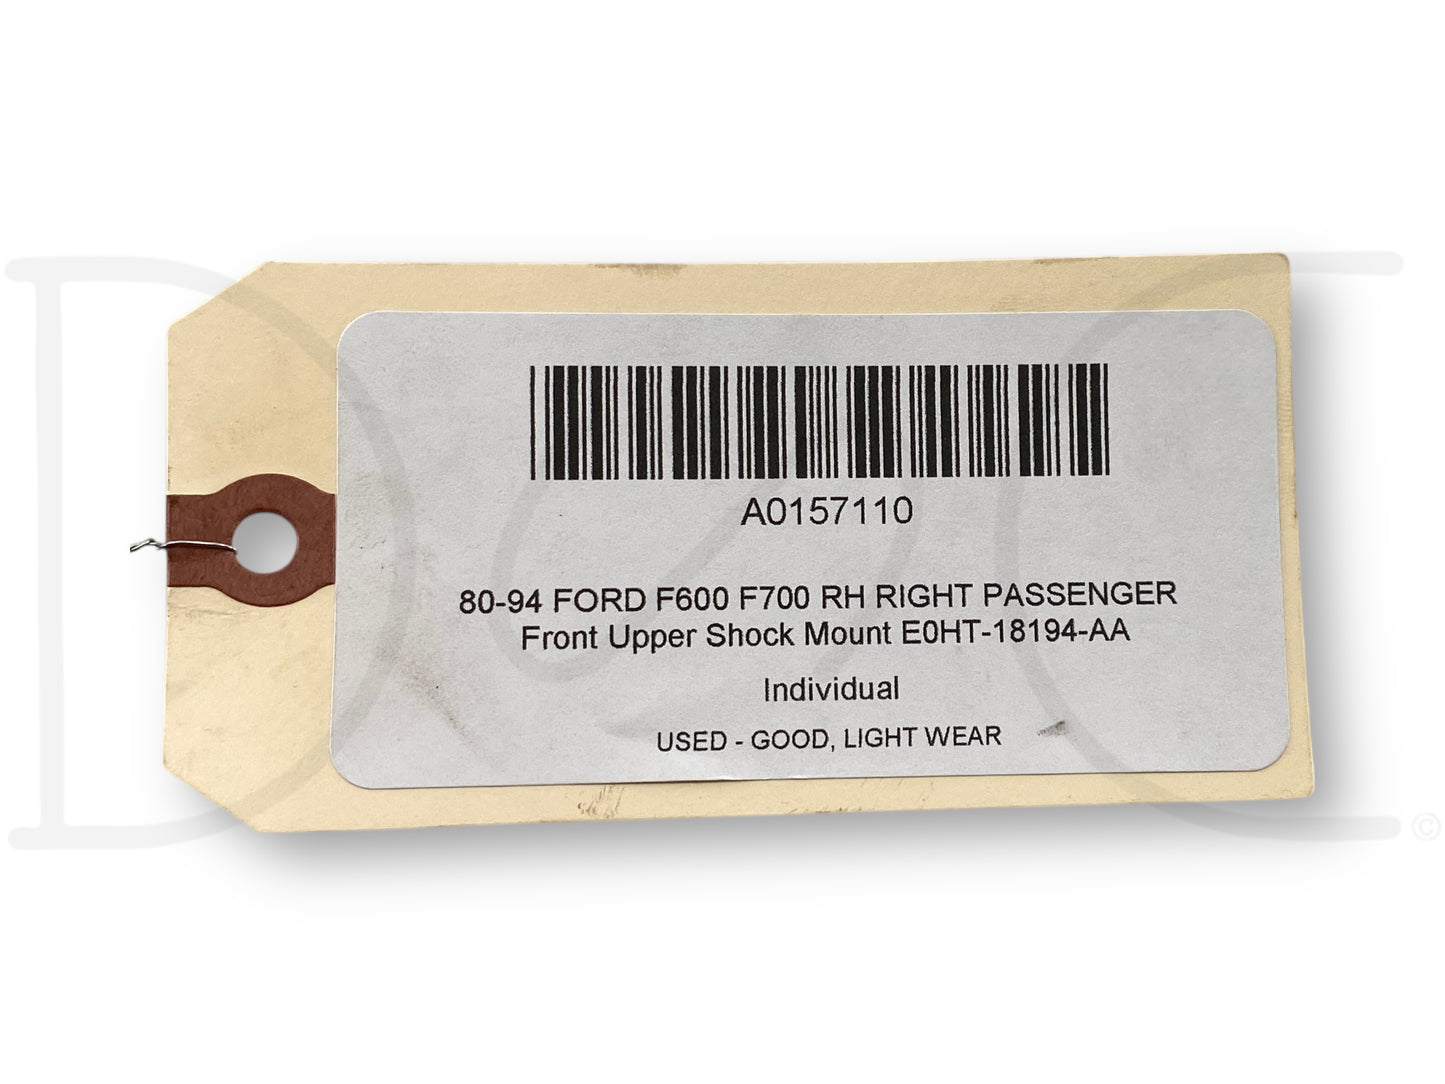 A0157110
80-94 FORD F600 F700 RH RIGHT PASSENGER
Front Upper Shock Mount E0HT-18194-AA
Individual
USED - GOOD, LIGHT WEAR
©